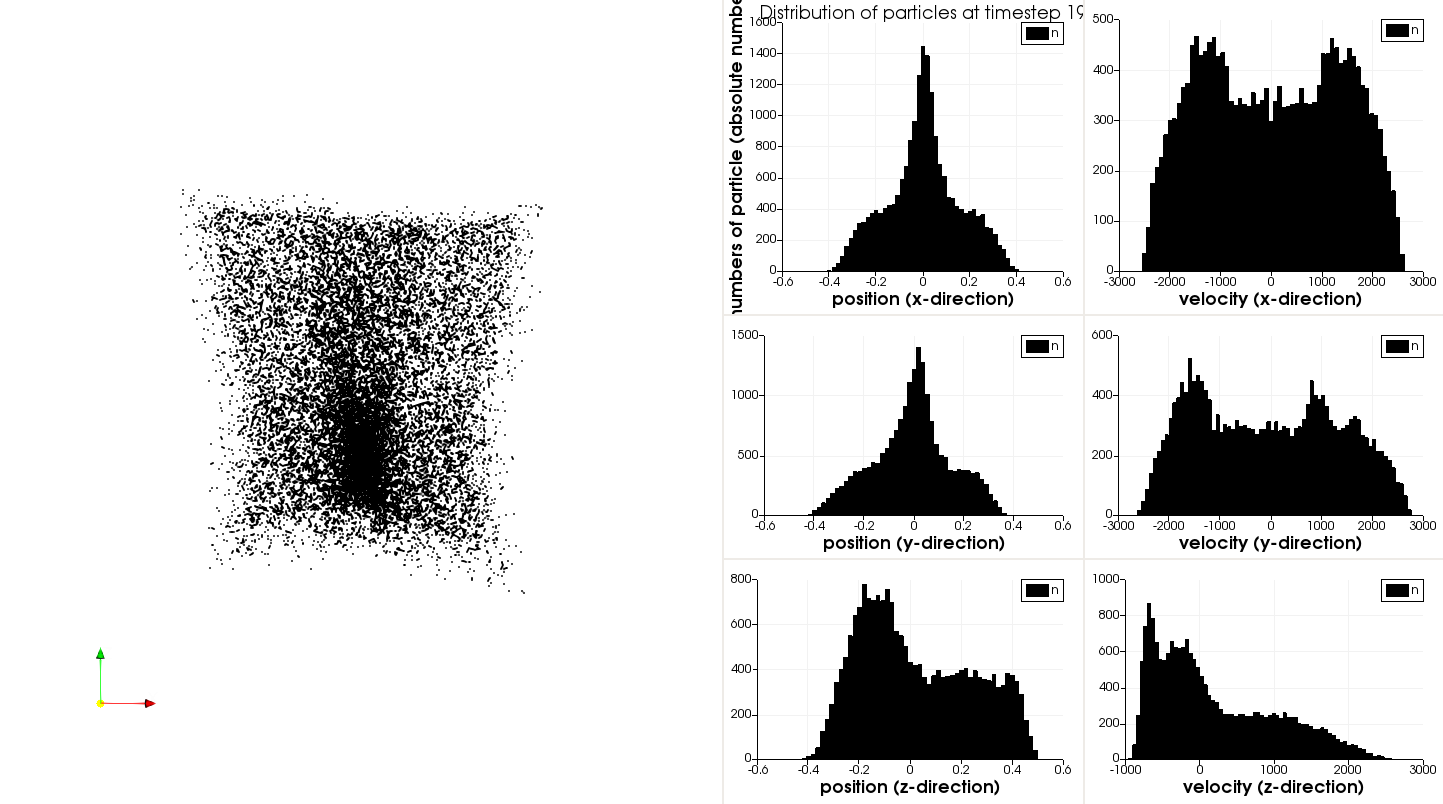 Distribution of particles at timestep 19
numbers of particle (absolute numbe
1600
1400
1200
1000
800
600
400
200
0
-0.6 -0.4 -0.2 0 0.2 0.4 0.6
position (x-direction)
n
500
400
300
200
100
0
-3000 -2000 -1000 0 1000 2000 3000
velocity (x-direction)
n
1500
1000
500
0
-0.6 -0.4 -0.2 0 0.2 0.4 0.6
position (y-direction)
n
600
400
200
0
-3000 -2000 -1000 0 1000 2000 3000
velocity (y-direction)
n
800
600
400
200
0
-0.6 -0.4 -0.2 0 0.2 0.4 0.6
position (z-direction)
n
1000
800
600
400
200
0
-1000 0 1000 2000 3000
velocity (z-direction)
n